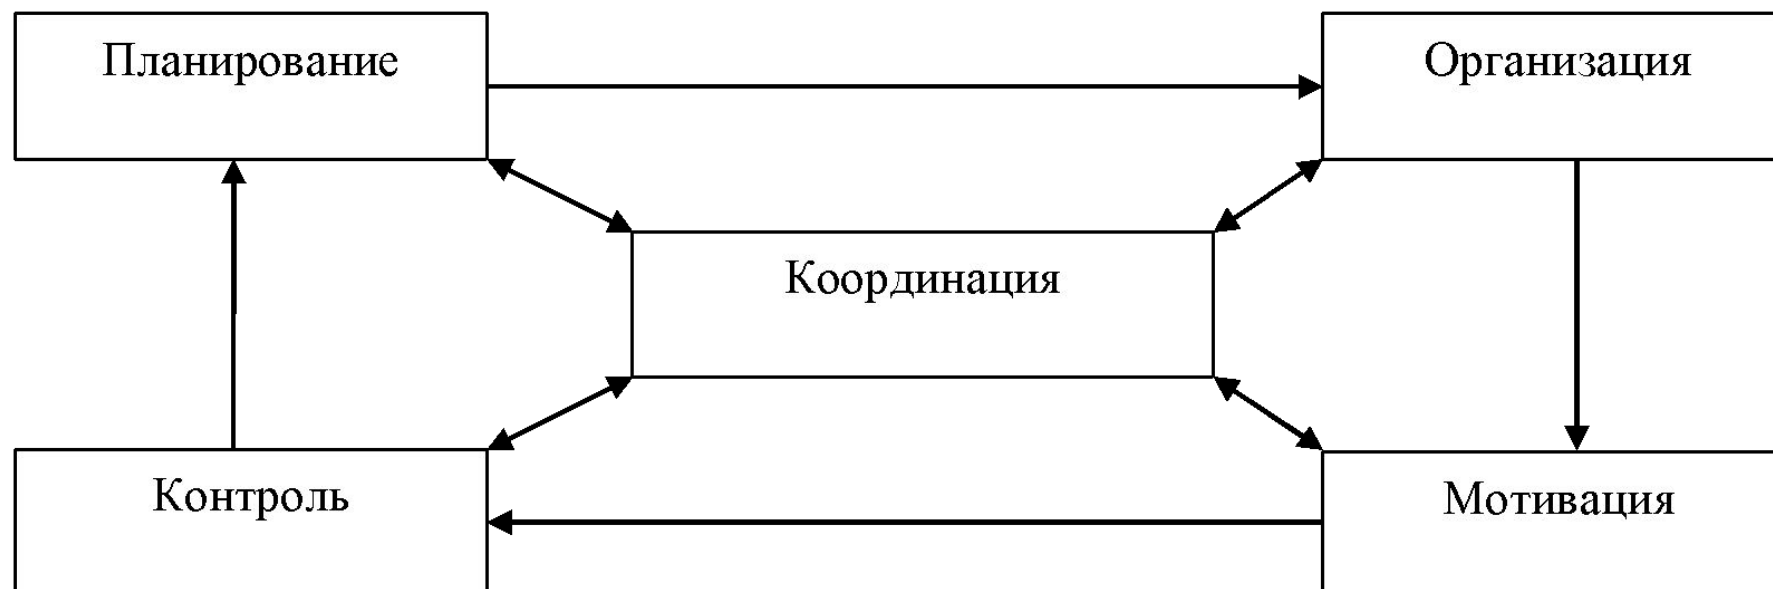 Планирование
Организация
Координация
Контроль
Мотивация